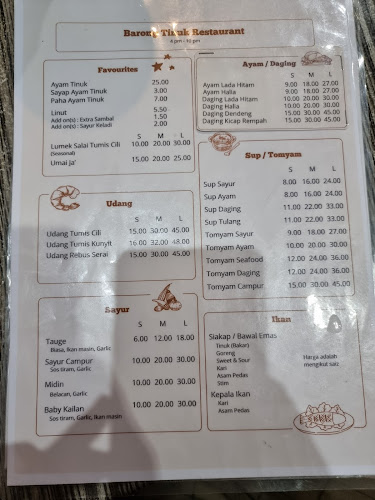 Barong Tinuk Restaurant
4 pm - 10 pm
Favourites
Ayam Tinuk 25.00
Sayap Ayam Tinuk 3.00
Paha Ayam Tinuk 7.00
Linut 5.50
Add on(s) : Extra Sambal 1.50
Add on(s) : Sayur Keladi 2.00
S M L
Lumek Salai Tumis Cili 10.00 20.00 30.00
(Seasonal)
Umai Ja' 15.00 20.00 25.00
Udang
S M L
Udang Tumis Cili 15.00 30.00 45.00
Udang Tumis Kunyit 16.00 32.00 48.00
Udang Rebus Serai 15.00 30.00 45.00
Sayur
S M L
Tauge 6.00 12.00 18.00
Biasa, Ikan masin, Garlic
Sayur Campur 10.00 20.00 30.00
Sos tiram, Garlic
Midin 10.00 20.00 30.00
Belacan, Garlic
Baby Kailan 10.00 20.00 30.00
Sos tiram, Garlic, Ikan masin
Ayam / Daging
S M L
Ayam Lada Hitam 9.00 18.00 27.00
Ayam Halia 9.00 18.00 27.00
Daging Lada Hitam 10.00 20.00 30.00
Daging Halia 10.00 20.00 30.00
Daging Dendeng 15.00 30.00 45.00
Daging Kicap Rempah 15.00 30.00 45.00
Sup / Tomyam
S M L
Sup Sayur 8.00 16.00 24.00
Sup Ayam 8.00 16.00 24.00
Sup Daging 11.00 22.00 33.00
Sup Tulang 11.00 22.00 33.00
Tomyam Sayur 9.00 18.00 27.00
Tomyam Ayam 10.00 20.00 30.00
Tomyam Seafood 12.00 24.00 36.00
Tomyam Daging 12.00 24.00 36.00
Tomyam Campur 15.00 30.00 45.00
Ikan
Siakap / Bawal Emas
Tinuk (Bakar)
Goreng
Sweet & Sour
Kari
Asam Pedas
Stim
Harga adalah
mengikut saiz
Kepala Ikan
Kari
Asam Pedas